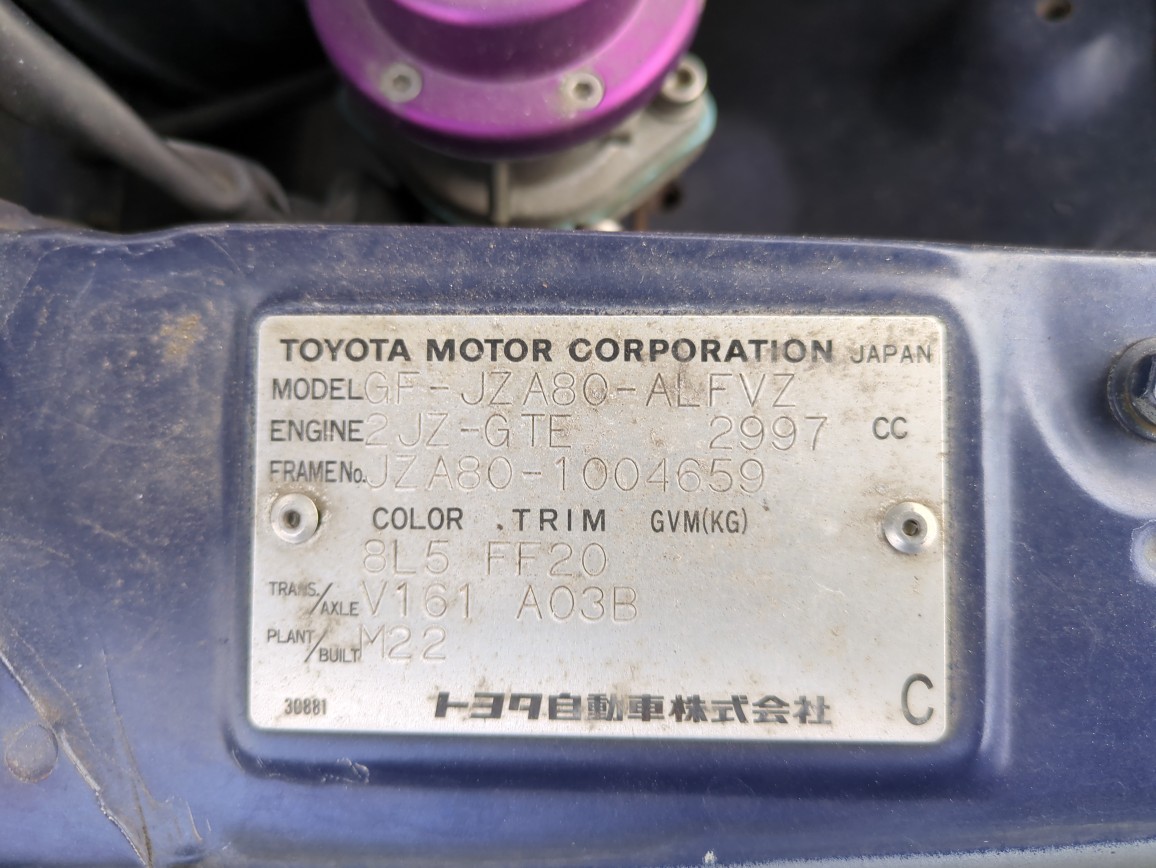 TOYOTA MOTOR CORPORATION JAPAN
MODEL GF-JZA80-ALFVZ
ENGINE 2JZ-GTE 2997 CC
FRAME No. JZA80-1004659
COLOR .TRIM GVM(KG)
8L5 FF20
TRANS./AXLE V161 A03B
PLANT/BUILT M22
30881 トヨタ自動車株式会社 C